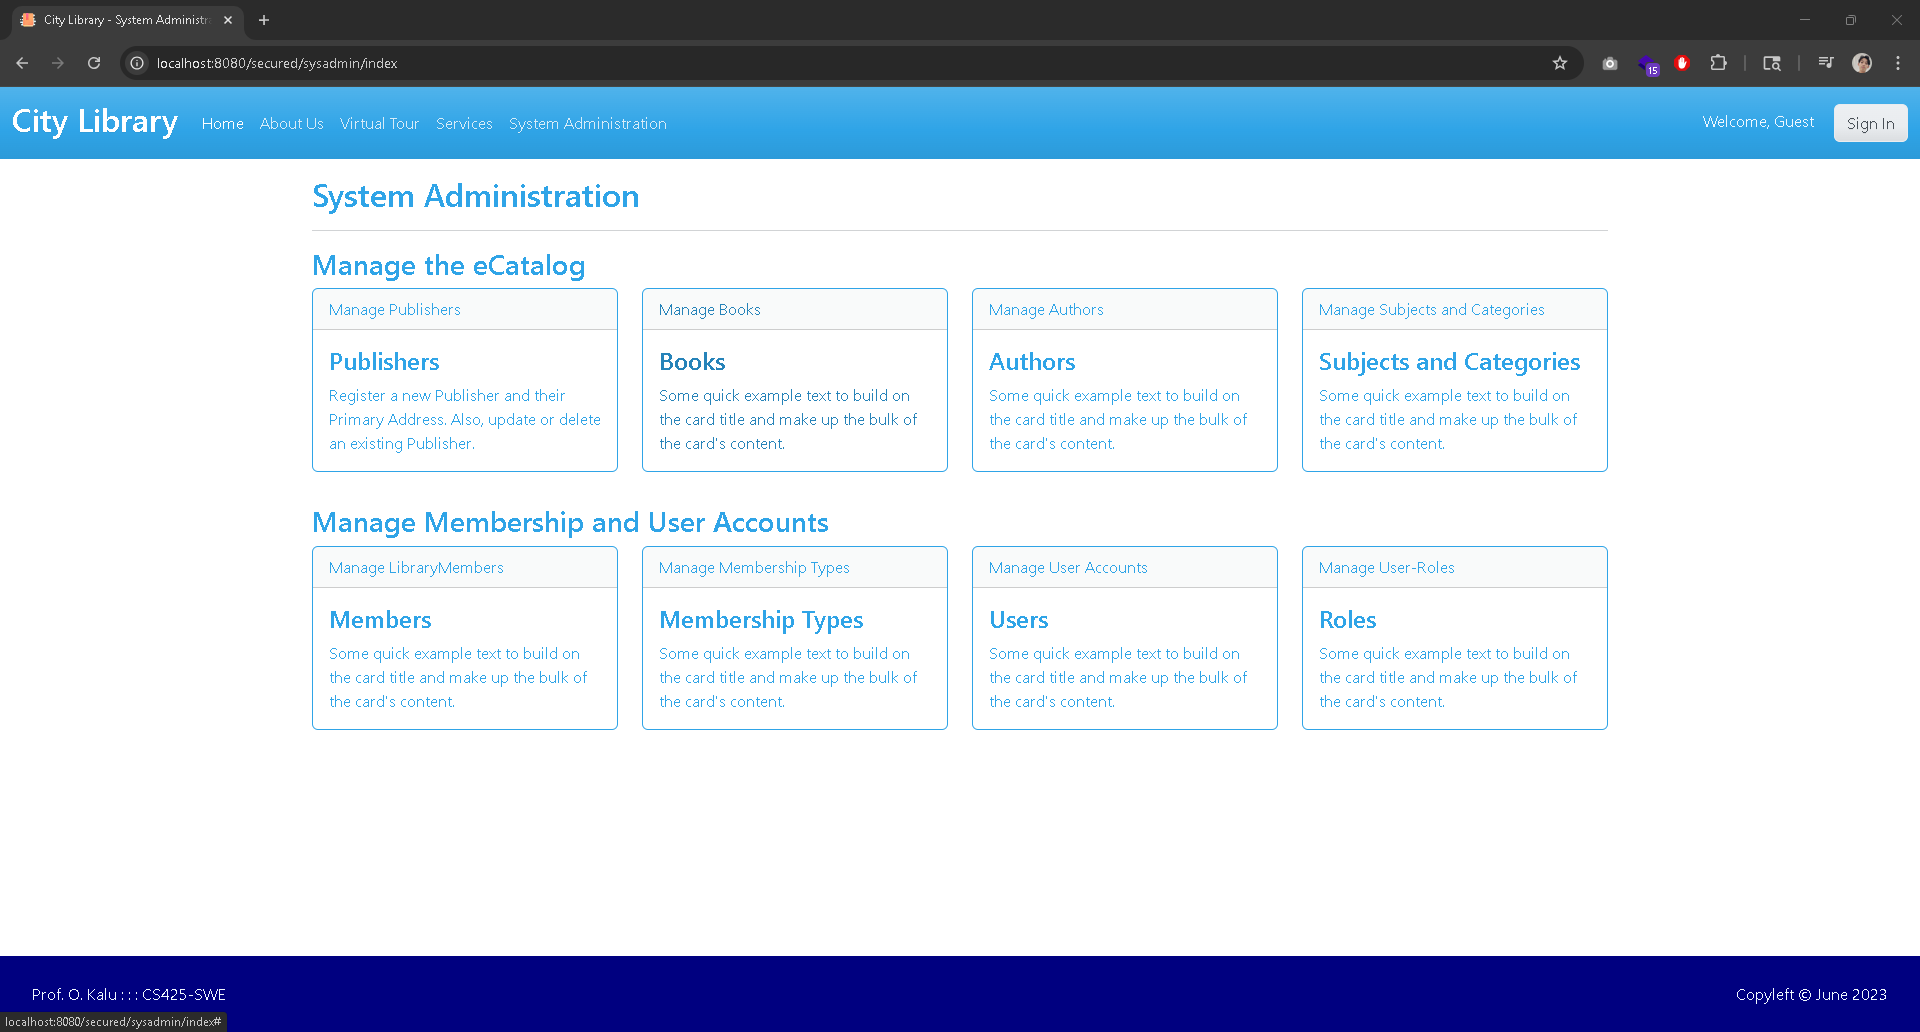 City Library - System Administr
localhost:8080/secured/sysadmin/index
15
City Library
Home About Us Virtual Tour Services System Administration
Welcome, Guest
Sign In
System Administration
Manage the eCatalog
Manage Publishers
Publishers
Register a new Publisher and their
Primary Address. Also, update or delete
an existing Publisher.
Manage Books
Books
Some quick example text to build on
the card title and make up the bulk of
the card's content.
Manage Authors
Authors
Some quick example text to build on
the card title and make up the bulk of
the card's content.
Manage Subjects and Categories
Subjects and Categories
Some quick example text to build on
the card title and make up the bulk of
the card's content.
Manage Membership and User Accounts
Manage LibraryMembers
Members
Some quick example text to build on
the card title and make up the bulk of
the card's content.
Manage Membership Types
Membership Types
Some quick example text to build on
the card title and make up the bulk of
the card's content.
Manage User Accounts
Users
Some quick example text to build on
the card title and make up the bulk of
the card's content.
Manage User-Roles
Roles
Some quick example text to build on
the card title and make up the bulk of
the card's content.
Prof. O. Kalu : : : CS425-SWE
Copyleft © June 2023
localhost:8080/secured/sysadmin/index#